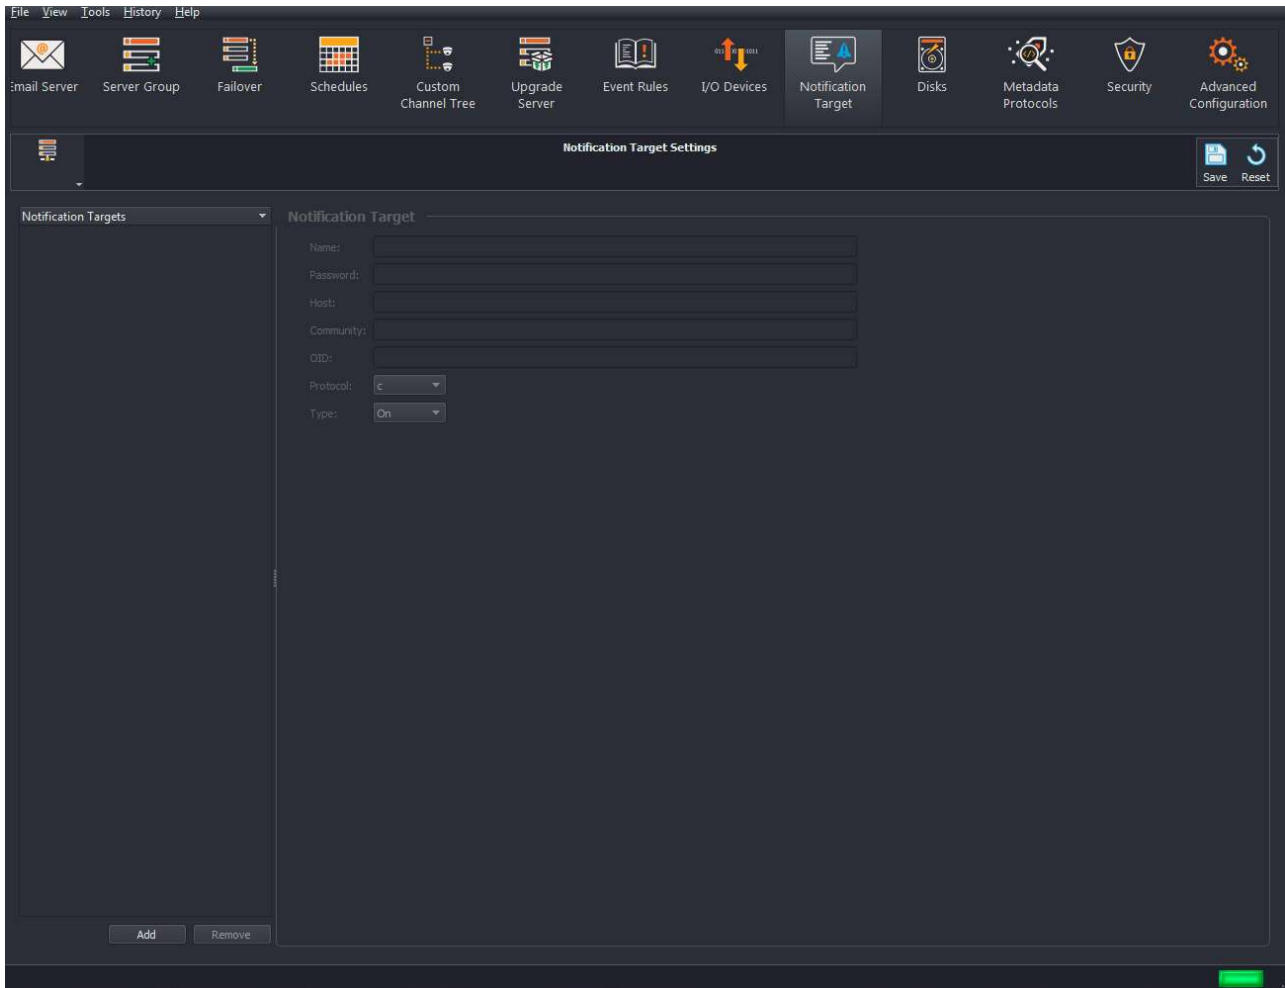 File View Tools History Help
Email Server Server Group Failover Schedules Custom Channel Tree Upgrade Server Event Rules I/O Devices Notification Target Disks Metadata Protocols Security Advanced Configuration
Notification Target Settings
Save Reset
Notification Targets
Notification Target
Name:
Password:
Host:
Community:
OID:
Protocol: c
Type: On
Add Remove